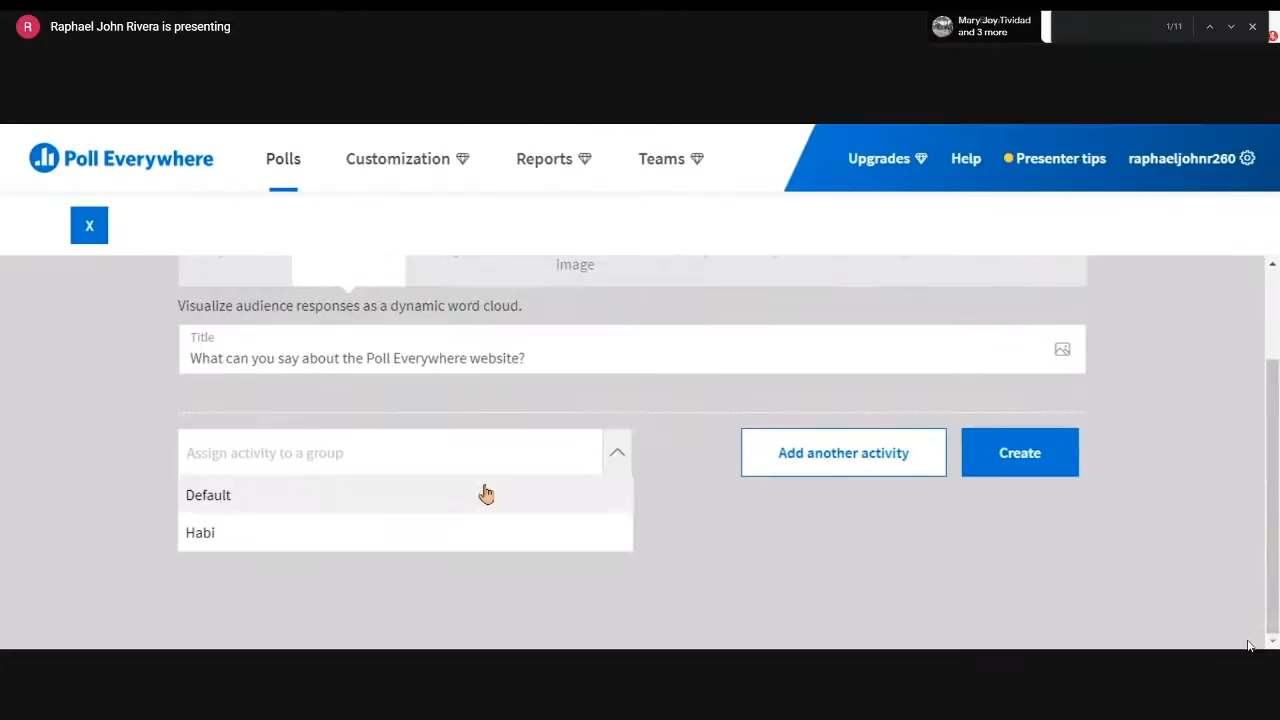 R
Raphael John Rivera is presenting
Mary Joy Tividad
and 3 more
1/11
Poll Everywhere
Polls
Customization
Reports
Teams
Upgrades
Help
Presenter tips
raphaeljohnr260
X
image
Visualize audience responses as a dynamic word cloud.
Title
What can you say about the Poll Everywhere website?
Assign activity to a group
Add another activity
Create
Default
Habi